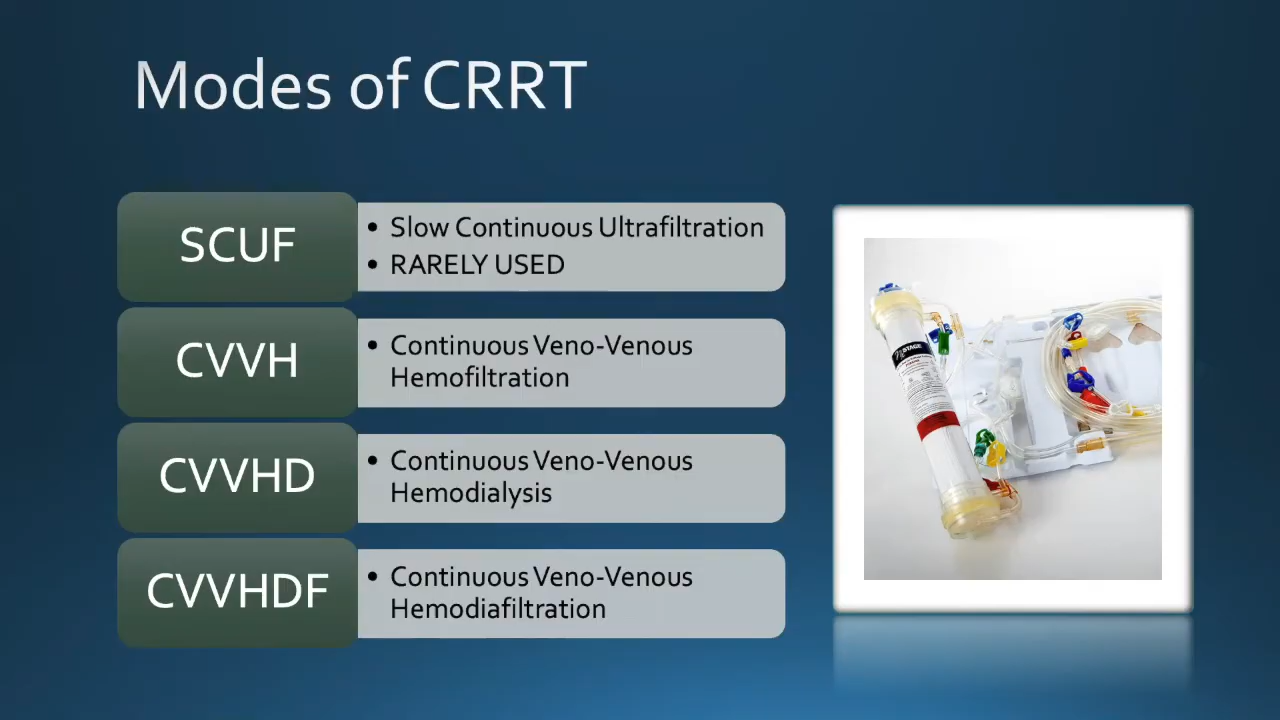 Modes of CRRT
SCUF
• Slow Continuous Ultrafiltration
• RARELY USED
CVVH
• Continuous Veno-Venous
Hemofiltration
CVVHD
• Continuous Veno-Venous
Hemodialysis
CVVHDF
• Continuous Veno-Venous
Hemodiafiltration